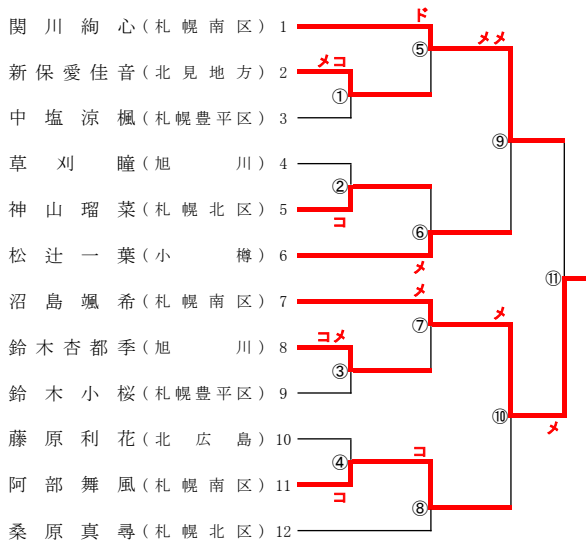 関川絢心(札幌南区) 1
ド
⑤
メメ
新保愛佳音(北見地方) 2
メコ
①
中塩涼楓(札幌豊平区) 3
⑨
草刈瞳(旭川) 4
②
神山瑠菜(札幌北区) 5
コ
⑥
松辻一葉(小樽) 6
メ
⑪
沼島颯希(札幌南区) 7
メ
⑦
メ
鈴木杏都季(旭川) 8
コメ
③
鈴木小桜(札幌豊平区) 9
⑩
メ
藤原利花(北広島) 10
④
コ
阿部舞風(札幌南区) 11
コ
⑧
桑原真尋(札幌北区) 12